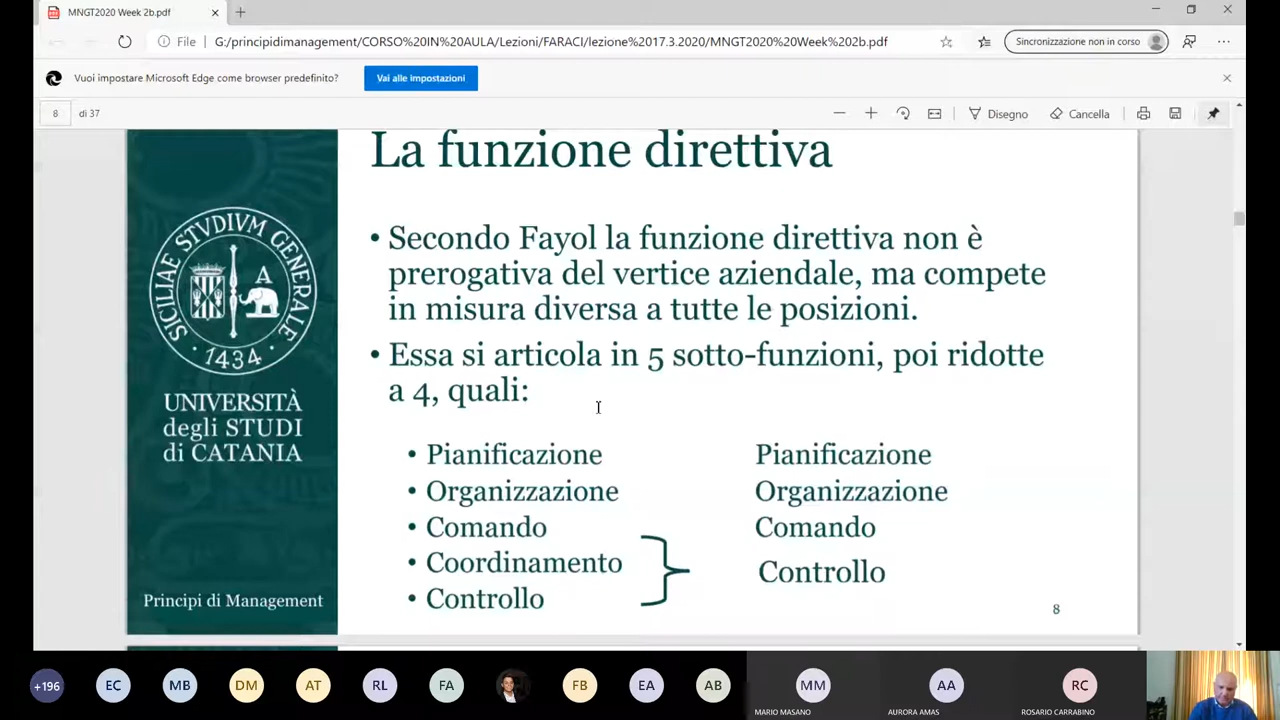 MNGT2020 Week 2b.pdf
File
G:/principidimanagement/CORSO%20IN%20AULA/Lezioni/FARACI/lezione%2017.3.2020/MNGT2020%20Week%202b.pdf
Sincronizzazione non in corso
Vuoi impostare Microsoft Edge come browser predefinito?
Vai alle impostazioni
8 di 37
Disegno
Cancella
La funzione direttiva
• Secondo Fayol la funzione direttiva non è
prerogativa del vertice aziendale, ma compete
in misura diversa a tutte le posizioni.
• Essa si articola in 5 sotto-funzioni, poi ridotte
a 4, quali:
• Pianificazione
• Organizzazione
• Comando
• Coordinamento
• Controllo
Pianificazione
Organizzazione
Comando
Controllo
8
SICILIAE STVDIVM GENERALE
A
1434
UNIVERSITÀ
degli STUDI
di CATANIA
Principi di Management
+196
EC
MB
DM
AT
RL
FA
FB
EA
AB
MM
AA
RC
MARIO MASANO
AURORA AMAS
ROSARIO CARRABINO